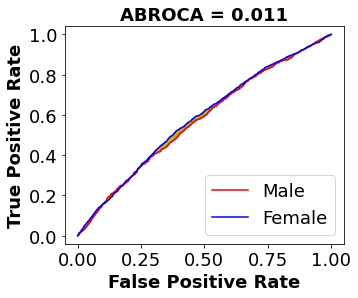 ABROCA = 0.011
True Positive Rate
1.0
0.8
0.6
0.4
0.2
0.0
Male
Female
0.00 0.25 0.50 0.75 1.00
False Positive Rate